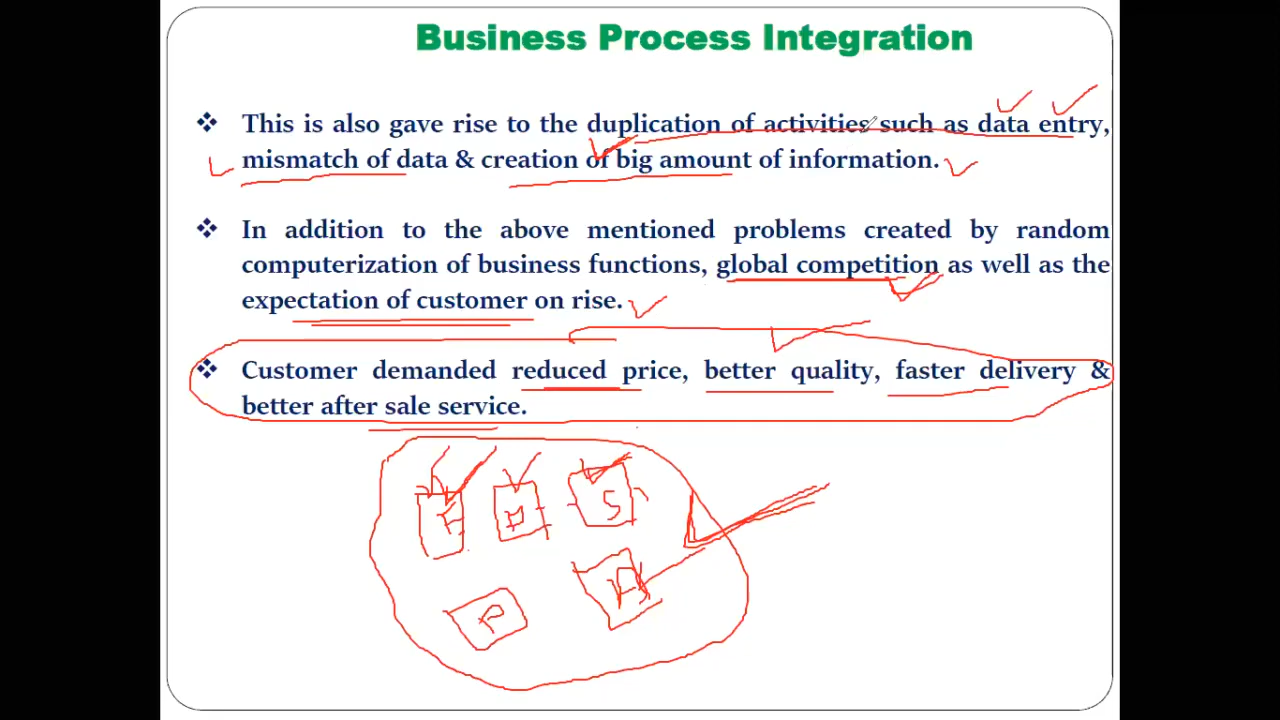 Business Process Integration
❖ This is also gave rise to the duplication of activities such as data entry,
mismatch of data & creation of big amount of information.
❖ In addition to the above mentioned problems created by random
computerization of business functions, global competition as well as the
expectation of customer on rise.
❖ Customer demanded reduced price, better quality, faster delivery &
better after sale service.
S
P